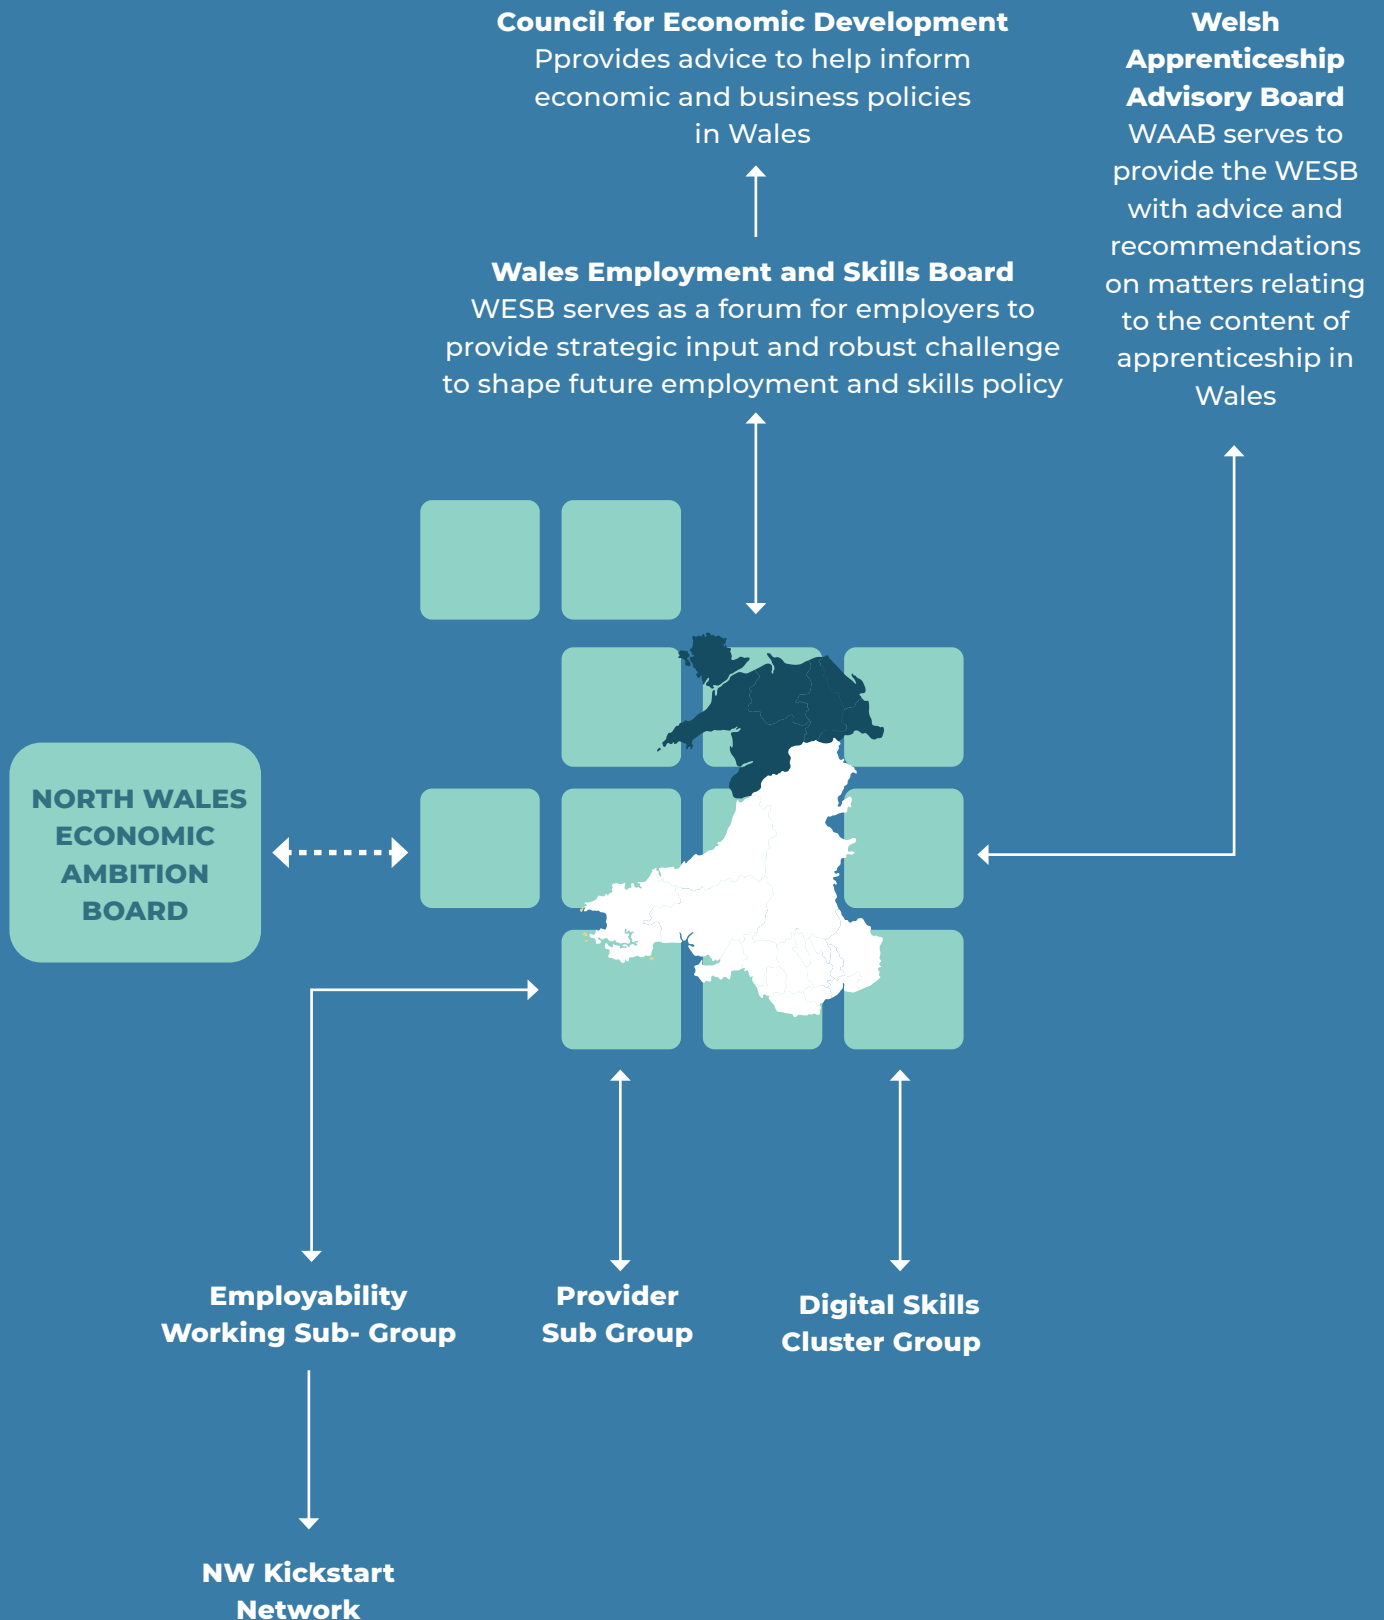 Council for Economic Development
Pprovides advice to help inform
economic and business policies
in Wales
Welsh
Apprenticeship
Advisory Board
WAAB serves to
provide the WESB
with advice and
recommendations
on matters relating
to the content of
apprenticeship in
Wales
Wales Employment and Skills Board
WESB serves as a forum for employers to
provide strategic input and robust challenge
to shape future employment and skills policy
NORTH WALES
ECONOMIC
AMBITION
BOARD
Employability
Working Sub- Group
Provider
Sub Group
Digital Skills
Cluster Group
NW Kickstart
Network